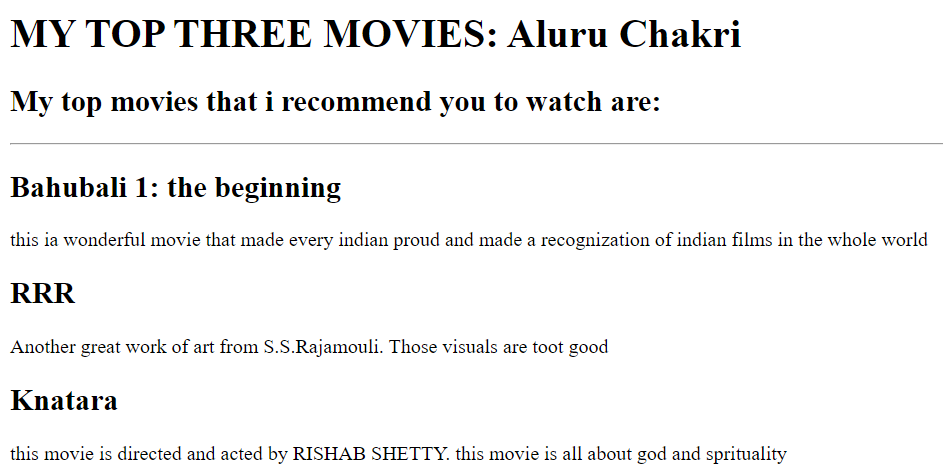 MY TOP THREE MOVIES: Aluru Chakri
My top movies that i recommend you to watch are:
Bahubali 1: the beginning
this ia wonderful movie that made every indian proud and made a recognization of indian films in the whole world
RRR
Another great work of art from S.S.Rajamouli. Those visuals are toot good
Knatara
this movie is directed and acted by RISHAB SHETTY. this movie is all about god and sprituality